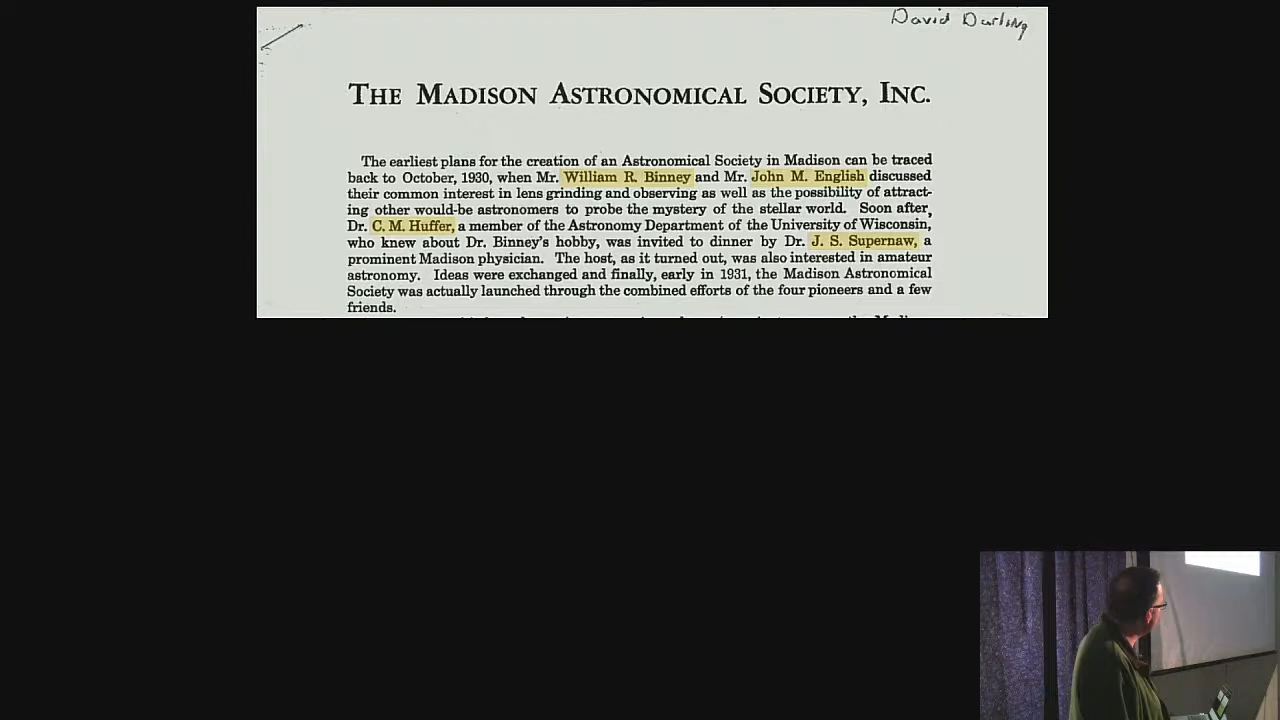 David Darling
THE MADISON ASTRONOMICAL SOCIETY, INC.
The earliest plans for the creation of an Astronomical Society in Madison can be traced
back to October, 1930, when Mr. William R. Binney and Mr. John M. English discussed
their common interest in lens grinding and observing as well as the possibility of attract-
ing other would-be astronomers to probe the mystery of the stellar world. Soon after,
Dr. C. M. Huffer, a member of the Astronomy Department of the University of Wisconsin,
who knew about Dr. Binney's hobby, was invited to dinner by Dr. J. S. Supernaw, a
prominent Madison physician. The host, as it turned out, was also interested in amateur
astronomy. Ideas were exchanged and finally, early in 1931, the Madison Astronomical
Society was actually launched through the combined efforts of the four pioneers and a few
friends.